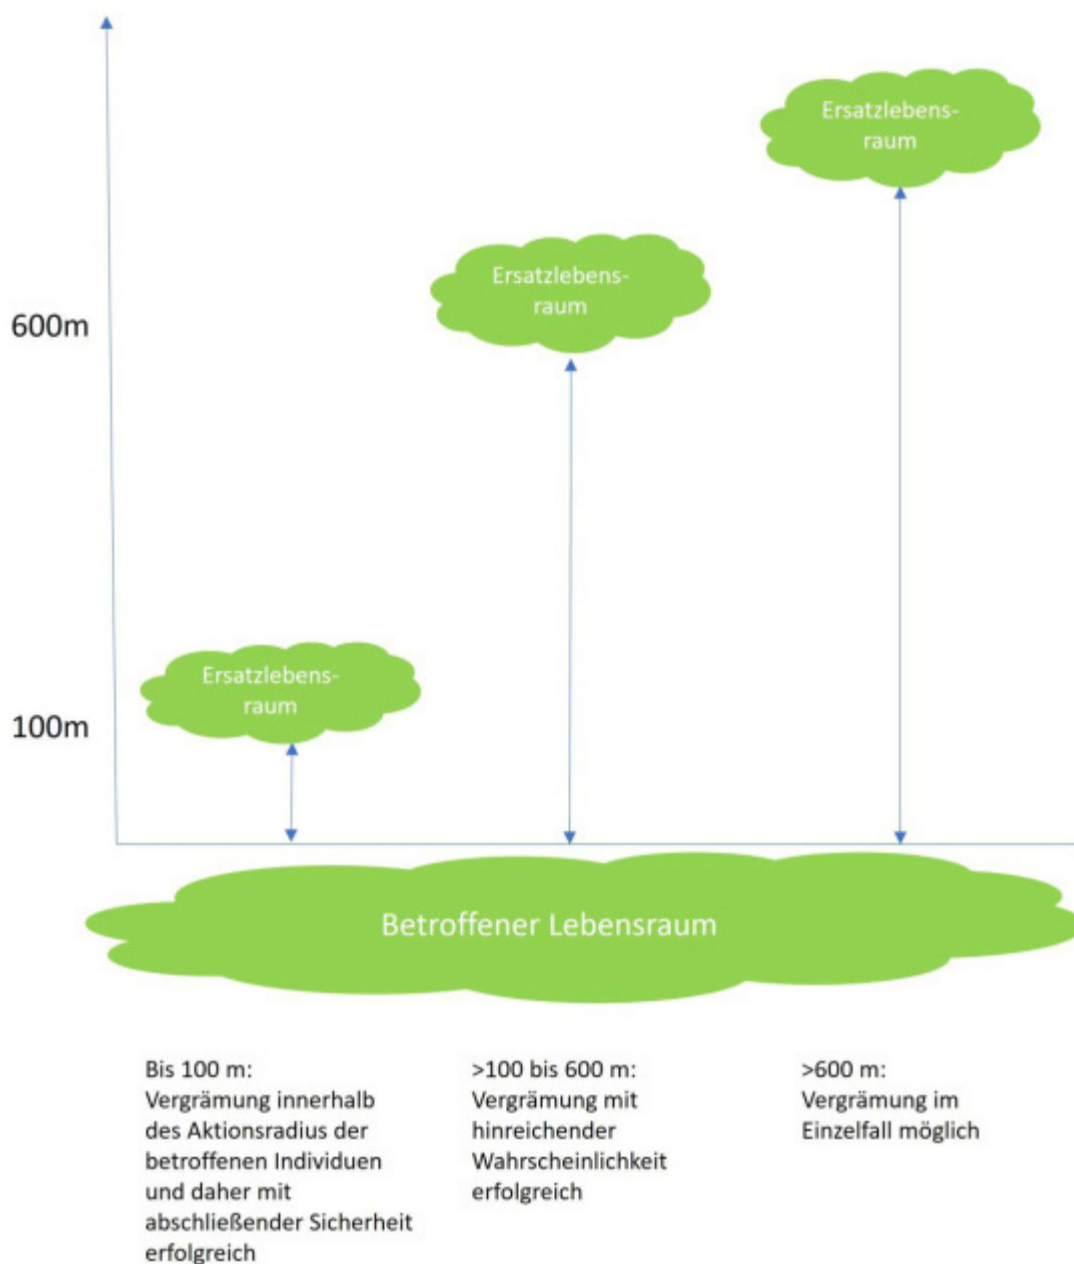 Ersatzlebens-
raum
Ersatzlebens-
raum
600m
Ersatzlebens-
raum
100m
Betroffener Lebensraum
Bis 100 m:
Vergrämung innerhalb
des Aktionsradius der
betroffenen Individuen
und daher mit
abschließender Sicherheit
erfolgreich
>100 bis 600 m:
Vergrämung mit
hinreichender
Wahrscheinlichkeit
erfolgreich
>600 m:
Vergrämung im
Einzelfall möglich